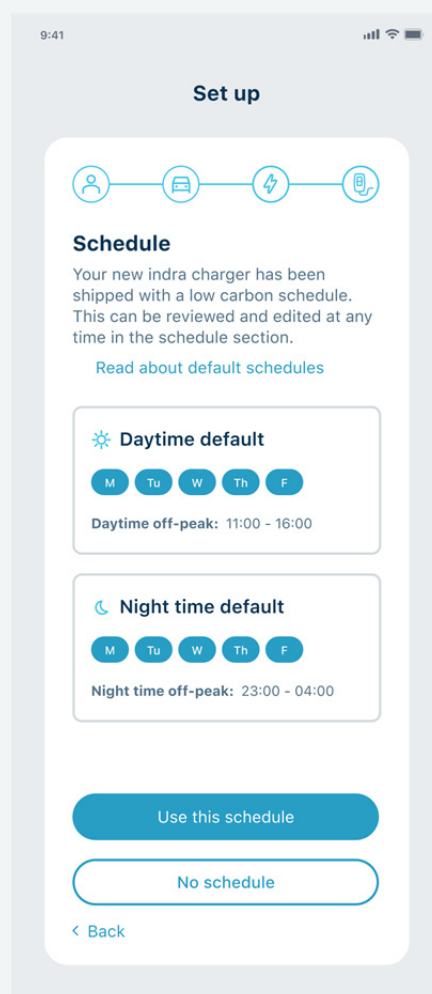 9:41
Set up
Schedule
Your new indra charger has been
shipped with a low carbon schedule.
This can be reviewed and edited at any
time in the schedule section.
Read about default schedules
Daytime default
M Tu W Th F
Daytime off-peak: 11:00 - 16:00
Night time default
M Tu W Th F
Night time off-peak: 23:00 - 04:00
Use this schedule
No schedule
Back